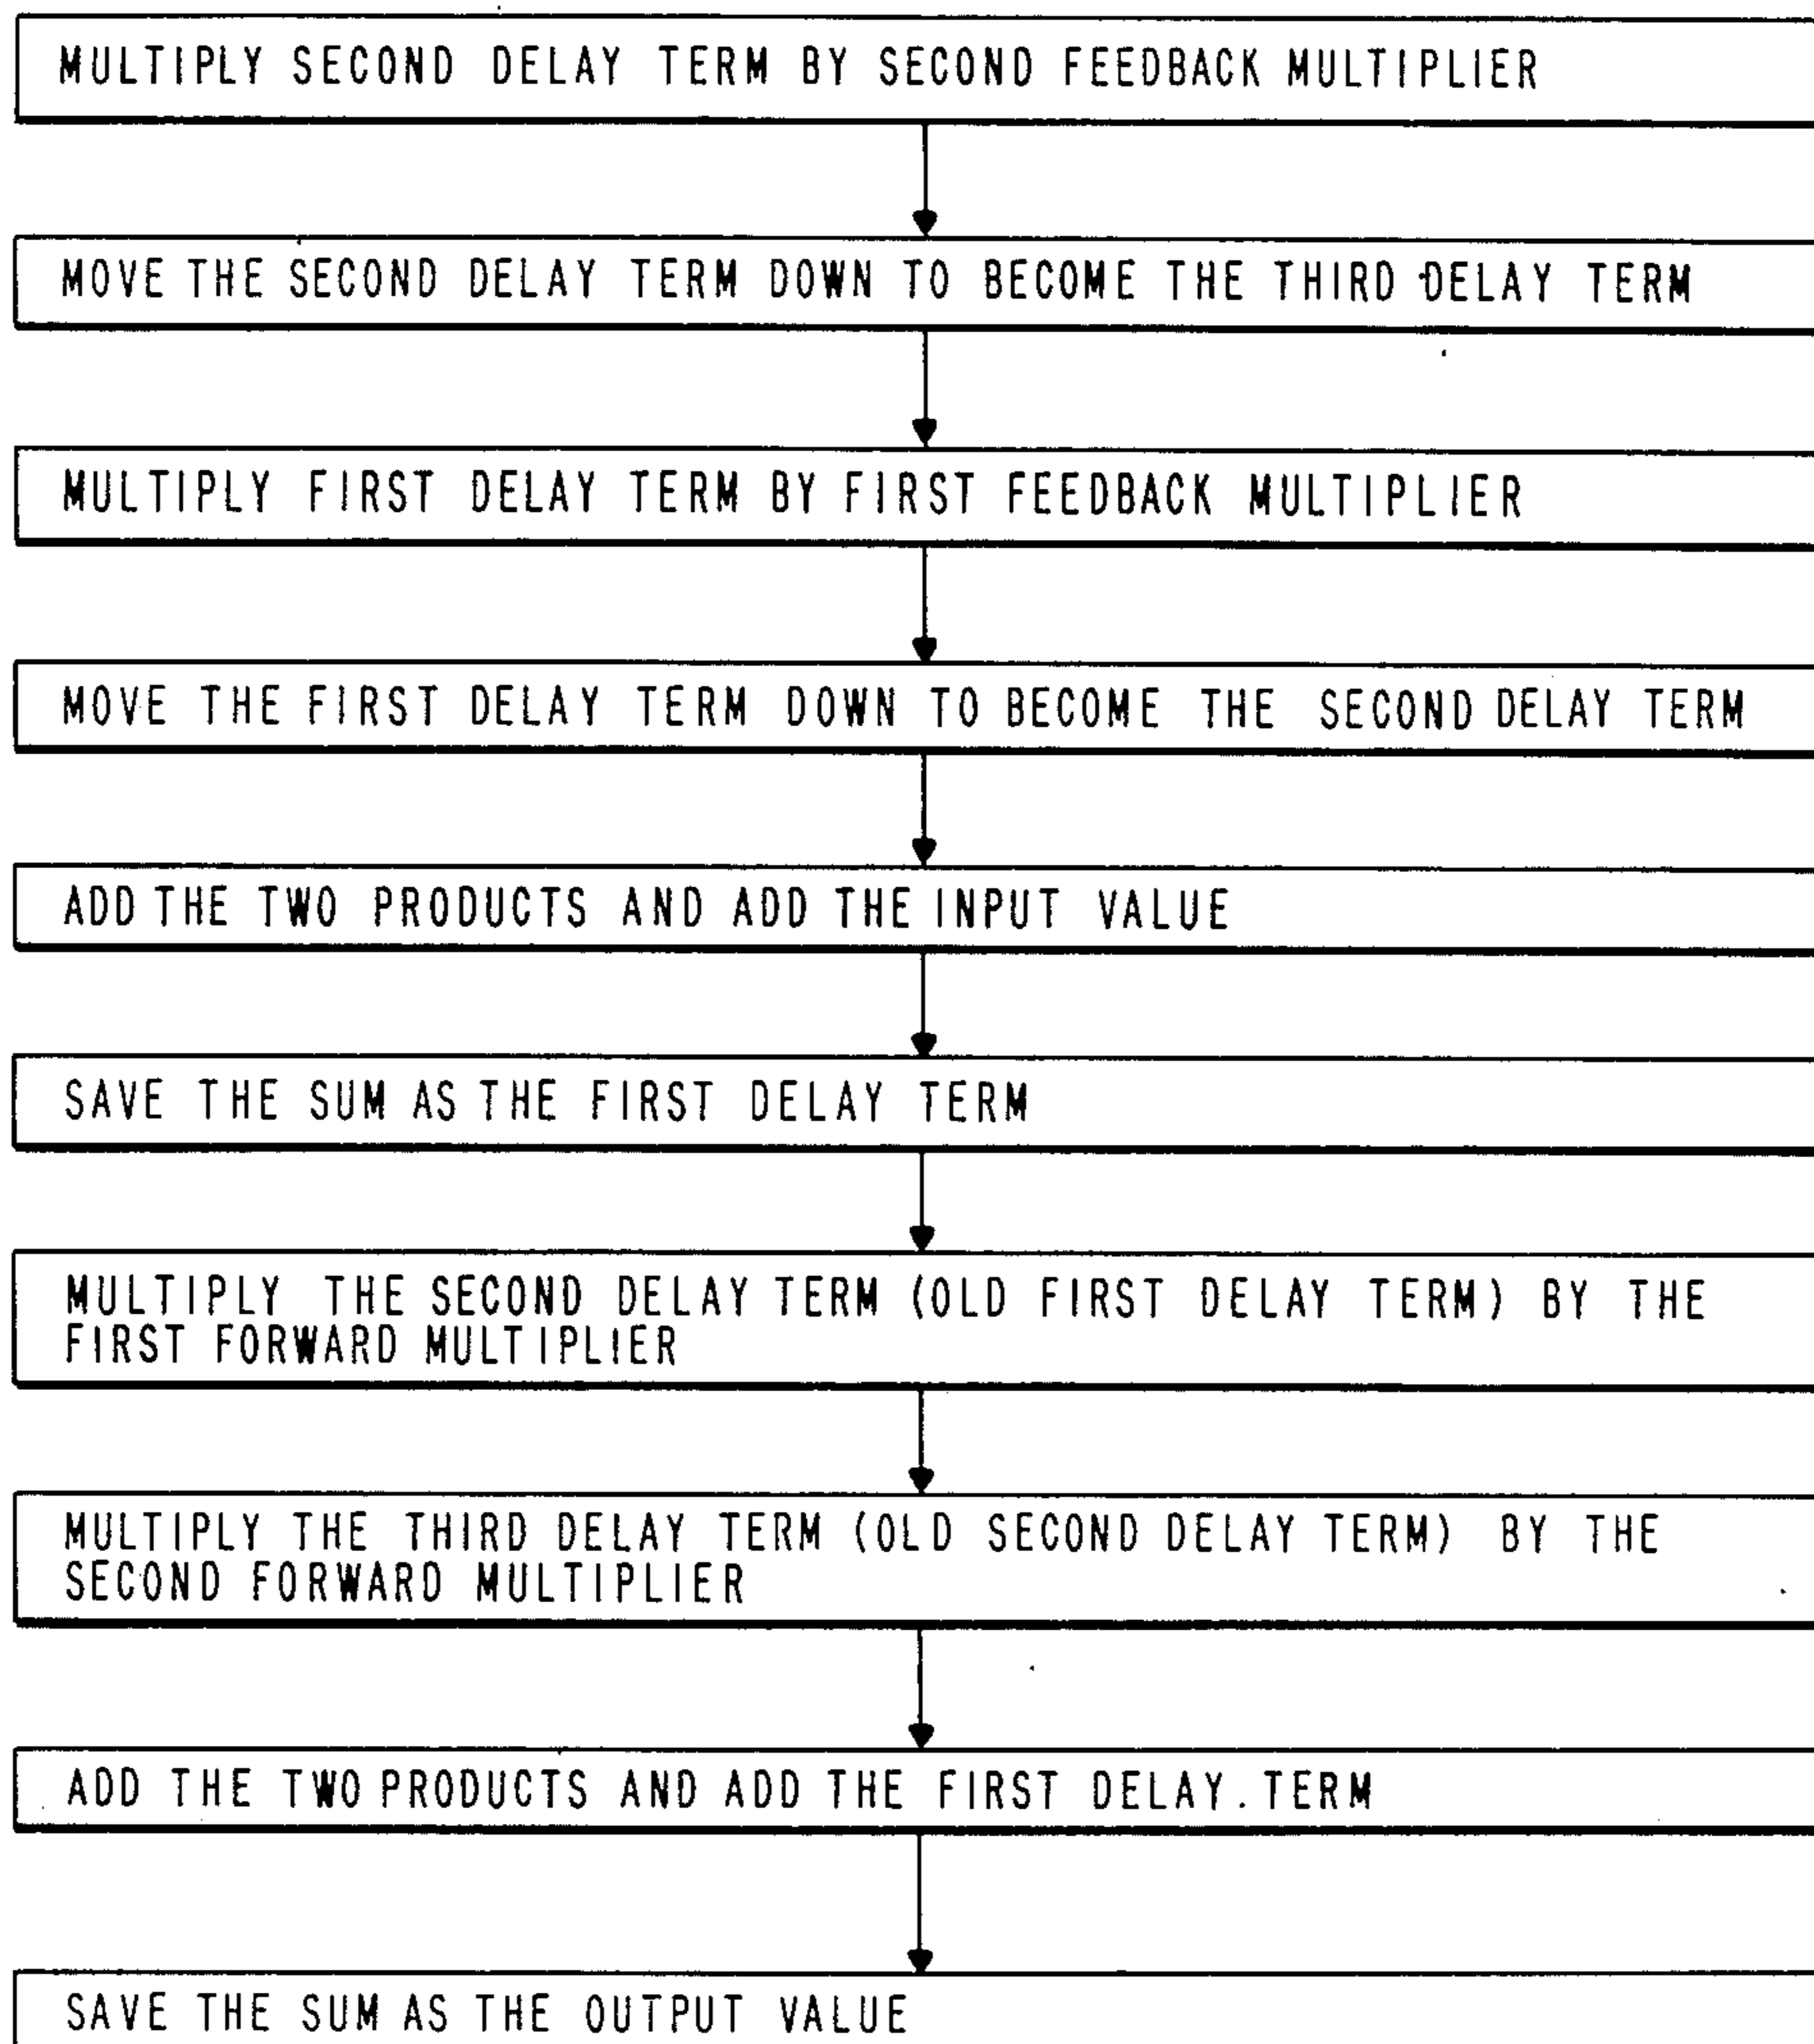 MULTIPLY SECOND DELAY TERM BY SECOND FEEDBACK MULTIPLIER
MOVE THE SECOND DELAY TERM DOWN TO BECOME THE THIRD DELAY TERM
MULTIPLY FIRST DELAY TERM BY FIRST FEEDBACK MULTIPLIER
MOVE THE FIRST DELAY TERM DOWN TO BECOME THE SECOND DELAY TERM
ADD THE TWO PRODUCTS AND ADD THE INPUT VALUE
SAVE THE SUM AS THE FIRST DELAY TERM
MULTIPLY THE SECOND DELAY TERM (OLD FIRST DELAY TERM) BY THE
FIRST FORWARD MULTIPLIER
MULTIPLY THE THIRD DELAY TERM (OLD SECOND DELAY TERM) BY THE
SECOND FORWARD MULTIPLIER
ADD THE TWO PRODUCTS AND ADD THE FIRST DELAY TERM
SAVE THE SUM AS THE OUTPUT VALUE